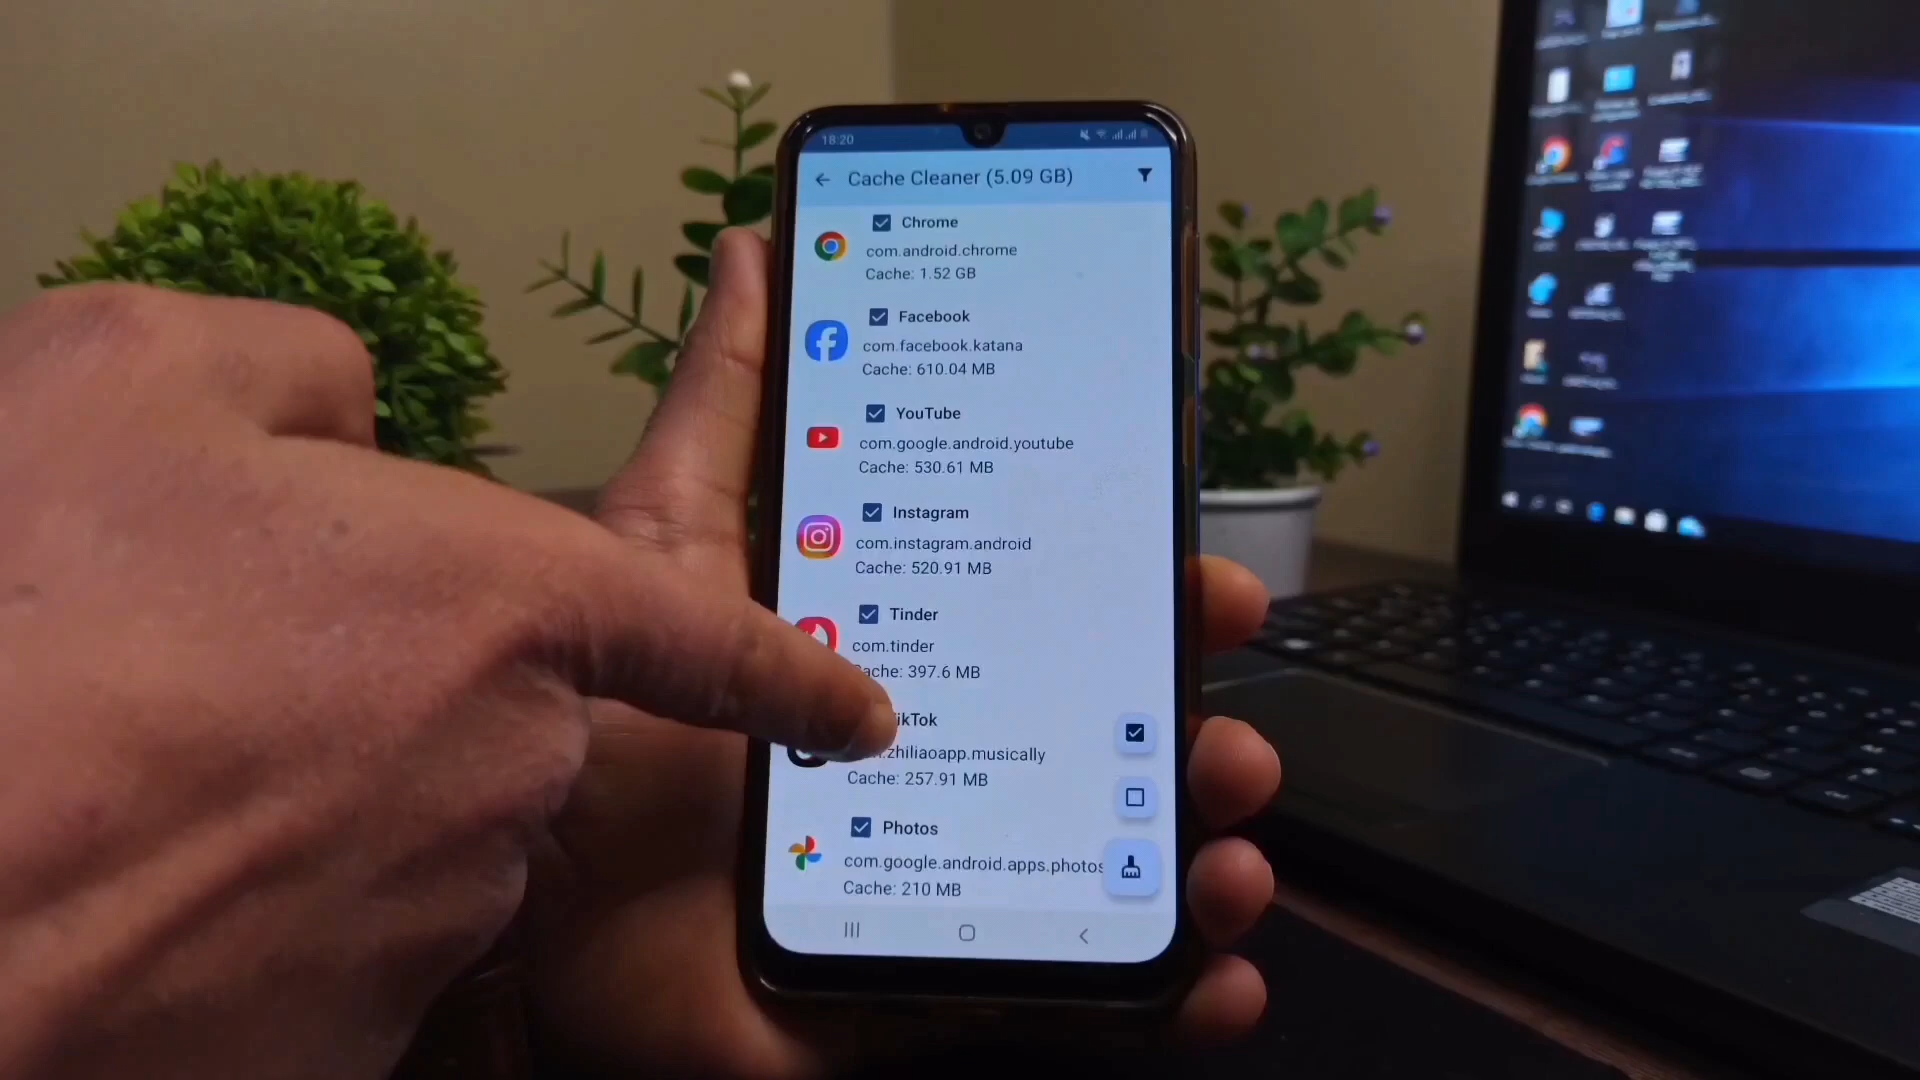 18:20
Cache Cleaner (5.09 GB)
Chrome
com.android.chrome
Cache: 1.52 GB
Facebook
com.facebook.katana
Cache: 610.04 MB
YouTube
com.google.android.youtube
Cache: 530.61 MB
Instagram
com.instagram.android
Cache: 520.91 MB
Tinder
com.tinder
ache: 397.6 MB
ikTok
.zhiliaoapp.musically
Cache: 257.91 MB
Photos
com.google.android.apps.photos
Cache: 210 MB